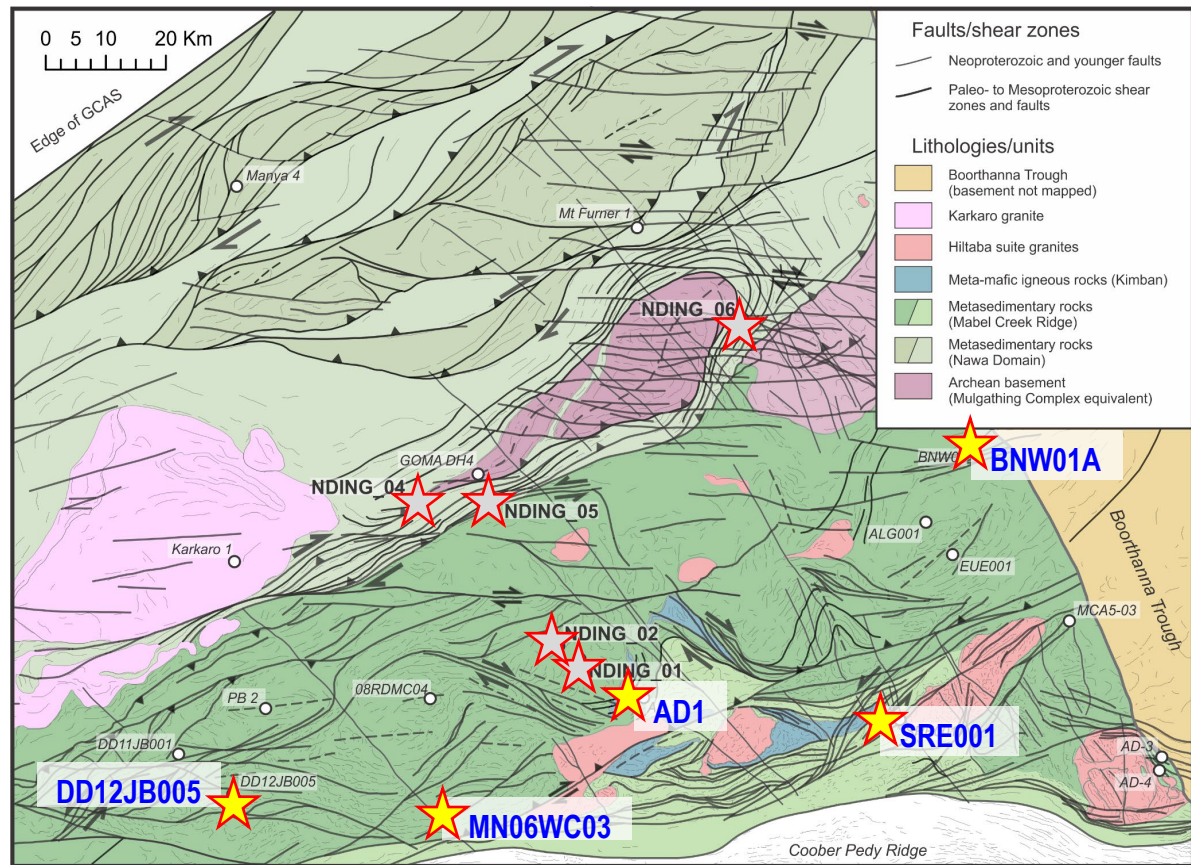 0 5 10 20 Km
Edge of GCAS
Manya 4
Mt Furner 1
NDING_06
GOMA DH4
NDING_04
NDING_05
Karkaro 1
BNW01A
ALG001
EUE001
Boorthanna Trough
MCA5-03
NDING_02
NDING_01
PB 2
08RDMC04
AD1
SRE001
DD11JB001
DD12JB005
DD12JB005
MN06WC03
AD-3
AD-4
Coober Pedy Ridge
Faults/shear zones
Neoproterozoic and younger faults
Paleo- to Mesoproterozoic shear
zones and faults
Lithologies/units
Boorthanna Trough
(basement not mapped)
Karkaro granite
Hiltaba suite granites
Meta-mafic igneous rocks (Kimban)
Metasedimentary rocks
(Mabel Creek Ridge)
Metasedimentary rocks
(Nawa Domain)
Archean basement
(Mulgathing Complex equivalent)